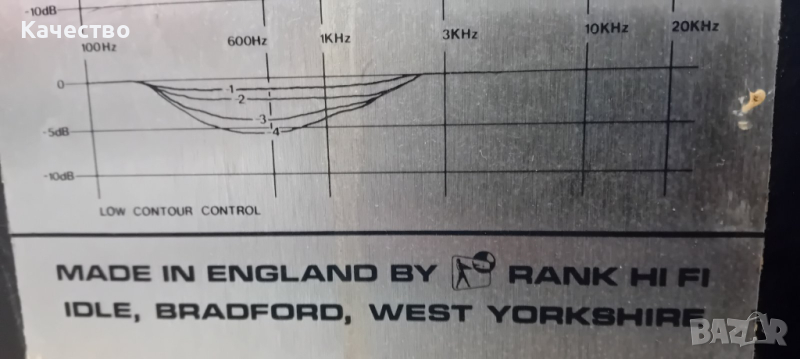 -10dB
Качество
100Hz 600Hz 1KHz 3KHz 10KHz 20KHz
0
1
2
3
-5dB 4
-10dB
LOW CONTOUR CONTROL
MADE IN ENGLAND BY RANK HI FI
IDLE, BRADFORD, WEST YORKSHIRE
BAZAR